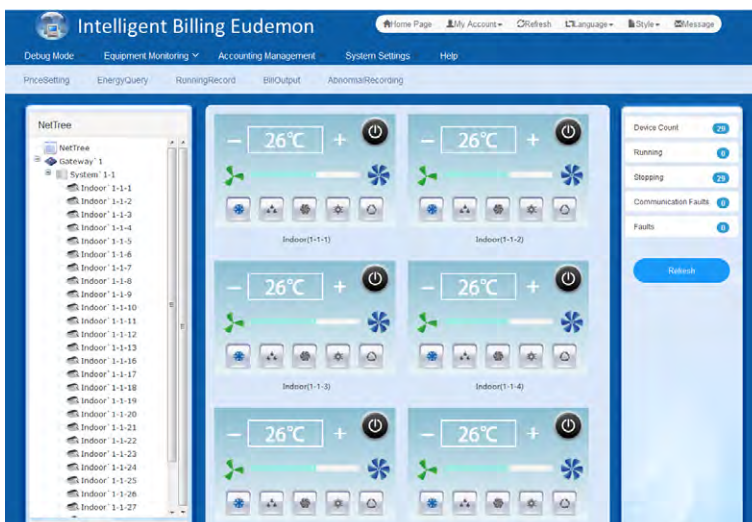 Intelligent Billing Eudemon
Home Page My Account Refresh Language Style Message
Debug Mode Equipment Monitoring Accounting Management System Settings Help
PriceSetting EnergyQuery RunningRecord BillOutput AbnormalRecording
NetTree
NetTree
Gateway`1
System`1-1
Indoor`1-1-1
Indoor`1-1-2
Indoor`1-1-3
Indoor`1-1-4
Indoor`1-1-5
Indoor`1-1-6
Indoor`1-1-7
Indoor`1-1-8
Indoor`1-1-9
Indoor`1-1-10
Indoor`1-1-11
Indoor`1-1-12
Indoor`1-1-13
Indoor`1-1-16
Indoor`1-1-17
Indoor`1-1-18
Indoor`1-1-19
Indoor`1-1-20
Indoor`1-1-21
Indoor`1-1-22
Indoor`1-1-23
Indoor`1-1-24
Indoor`1-1-25
Indoor`1-1-26
Indoor`1-1-27
− 26°C + − 26°C +
Indoor(1-1-1) Indoor(1-1-2)
− 26°C + − 26°C +
Indoor(1-1-3) Indoor(1-1-4)
− 26°C + − 26°C +
Device Count 29
Running 0
Stopping 29
Communication Faults 0
Faults 0
Refresh